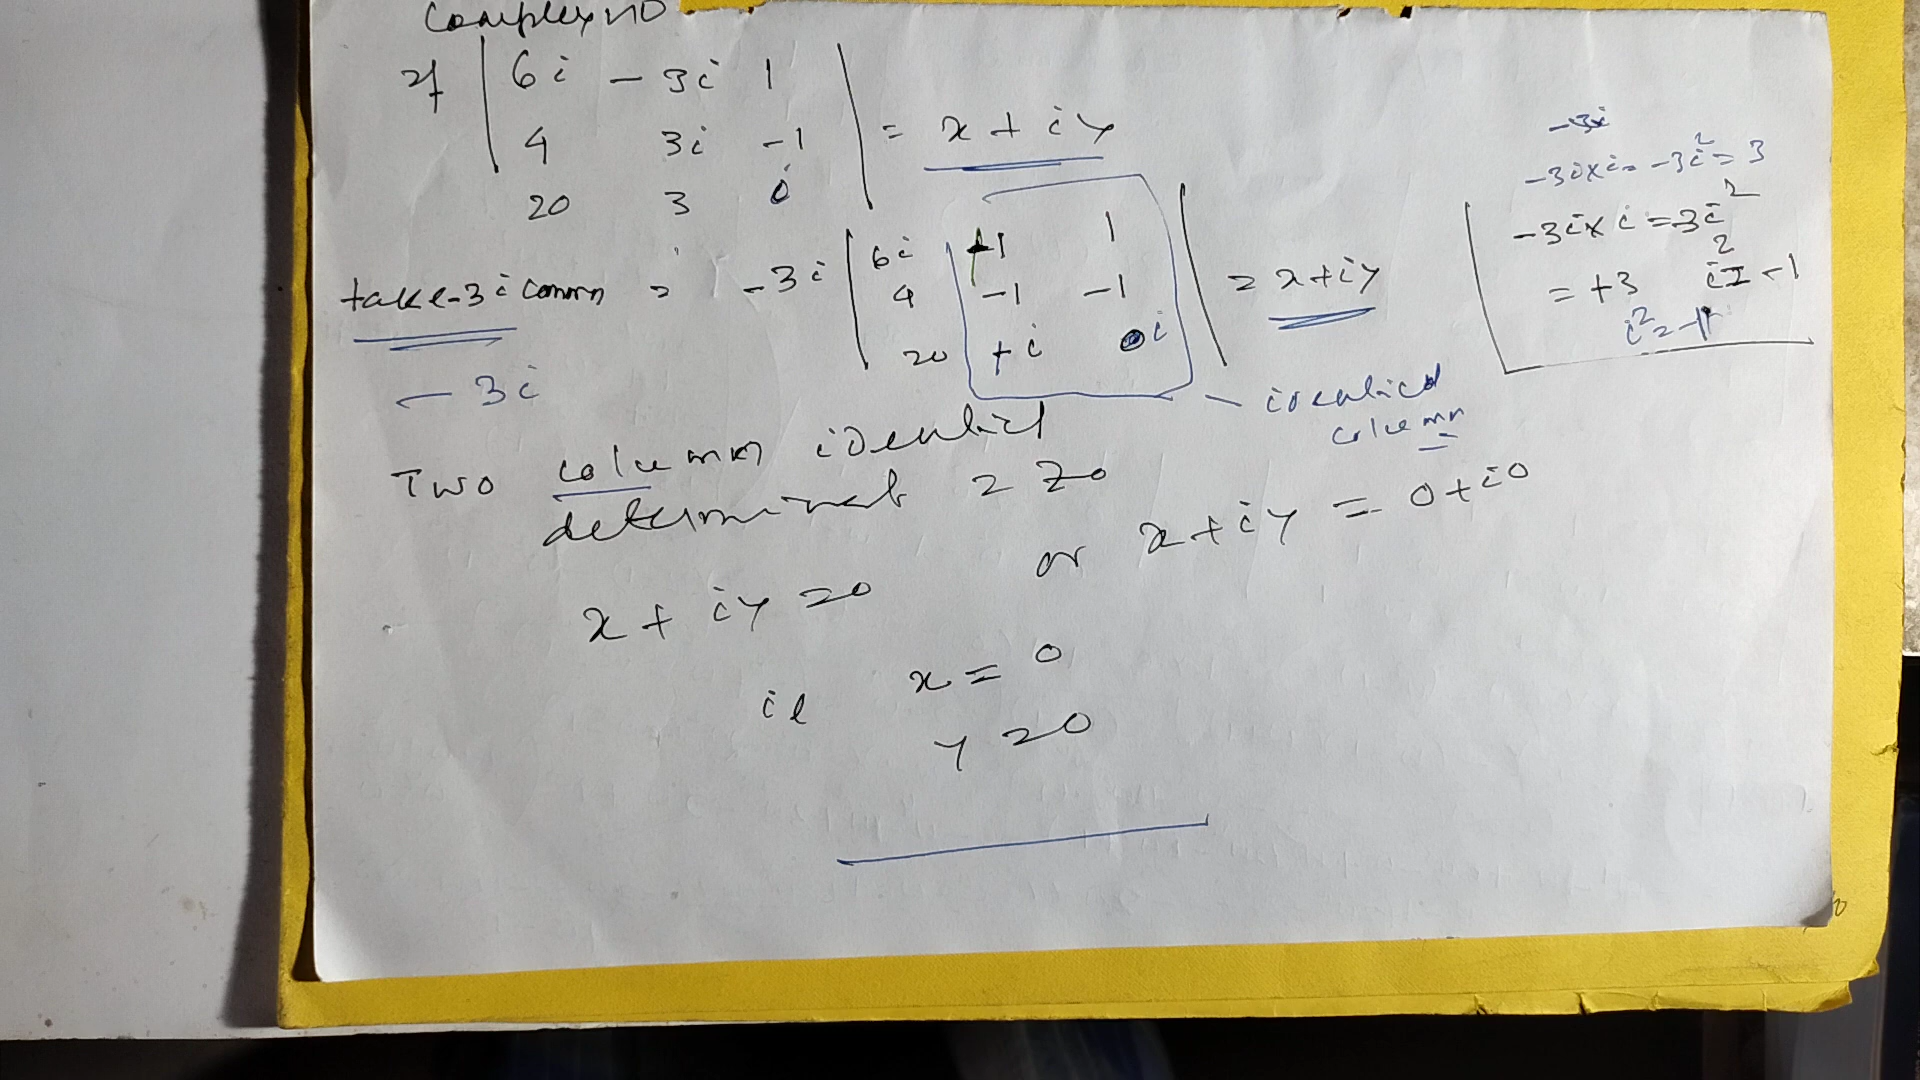 Complex no
If | 6i - 3i 1 |
| 4 3i -1 | = x + iy
20 3 i
-3i
-3i×i = -3i² = 3
-3i×i = 3i²
= +3 i² = -1
i² = -1
take -3i common = -3i | 6i +1 1 |
| 4 -1 -1 | = x + iy
| 20 + i i |
- 3i
- identical
column
Two column identical
determinant = Zo
x + iy = 0 or x + iy = 0 + i0
ie x = 0
y = 0